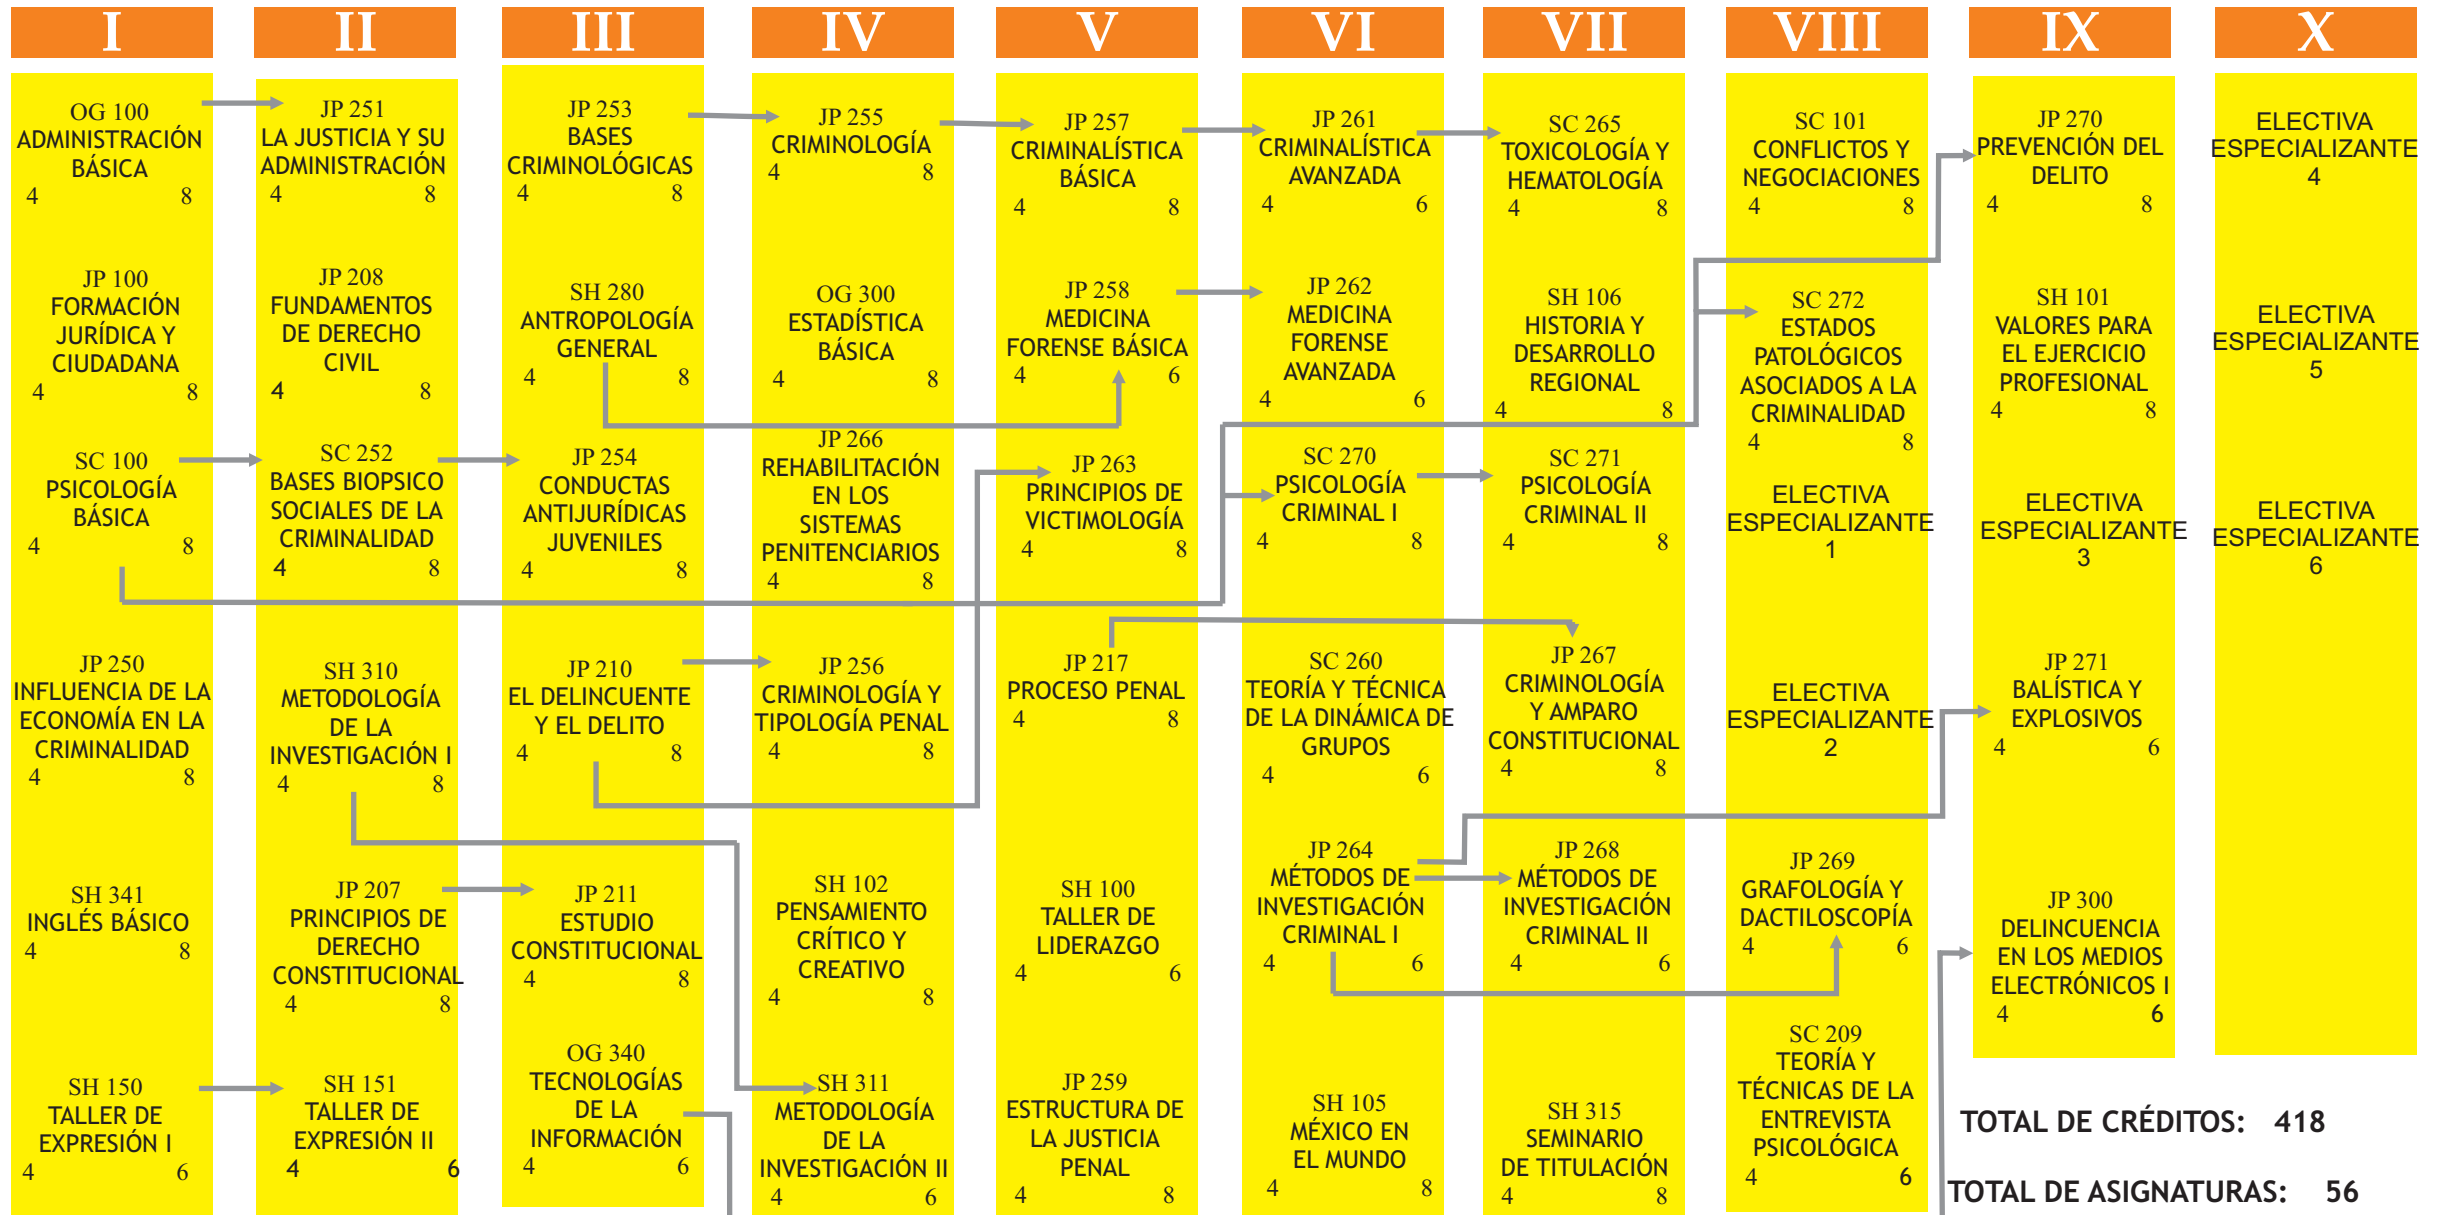 I
OG 100
ADMINISTRACIÓN
BÁSICA
4 8
JP 100
FORMACIÓN
JURÍDICA Y
CIUDADANA
4 8
SC 100
PSICOLOGÍA
BÁSICA
4 8
JP 250
INFLUENCIA DE LA
ECONOMÍA EN LA
CRIMINALIDAD
4 8
SH 341
INGLÉS BÁSICO
4 8
SH 150
TALLER DE
EXPRESIÓN I
4 6
II
JP 251
LA JUSTICIA Y SU
ADMINISTRACIÓN
4 8
JP 208
FUNDAMENTOS
DE DERECHO
CIVIL
4 8
SC 252
BASES BIOPSICO
SOCIALES DE LA
CRIMINALIDAD
4 8
SH 310
METODOLOGÍA
DE LA
INVESTIGACIÓN I
4 8
JP 207
PRINCIPIOS DE
DERECHO
CONSTITUCIONAL
4 8
SH 151
TALLER DE
EXPRESIÓN II
4 6
III
JP 253
BASES
CRIMINOLÓGICAS
4 8
SH 280
ANTROPOLOGÍA
GENERAL
4 8
JP 254
CONDUCTAS
ANTIJURÍDICAS
JUVENILES
4 8
JP 210
EL DELINCUENTE
Y EL DELITO
4 8
JP 211
ESTUDIO
CONSTITUCIONAL
4 8
OG 340
TECNOLOGÍAS
DE LA
INFORMACIÓN
4 6
IV
JP 255
CRIMINOLOGÍA
4 8
OG 300
ESTADÍSTICA
BÁSICA
4 8
JP 266
REHABILITACIÓN
EN LOS
SISTEMAS
PENITENCIARIOS
4 8
JP 256
CRIMINOLOGÍA Y
TIPOLOGÍA PENAL
4 8
SH 102
PENSAMIENTO
CRÍTICO Y
CREATIVO
4 8
SH 311
METODOLOGÍA
DE LA
INVESTIGACIÓN II
4 6
V
JP 257
CRIMINALÍSTICA
BÁSICA
4 8
JP 258
MEDICINA
FORENSE BÁSICA
4 6
JP 263
PRINCIPIOS DE
VICTIMOLOGÍA
4 8
JP 217
PROCESO PENAL
4 8
SH 100
TALLER DE
LIDERAZGO
4 6
JP 259
ESTRUCTURA DE
LA JUSTICIA
PENAL
4 8
VI
JP 261
CRIMINALÍSTICA
AVANZADA
4 6
JP 262
MEDICINA
FORENSE
AVANZADA
4 6
SC 270
PSICOLOGÍA
CRIMINAL I
4 8
SC 260
TEORÍA Y TÉCNICA
DE LA DINÁMICA DE
GRUPOS
4 6
JP 264
MÉTODOS DE
INVESTIGACIÓN
CRIMINAL I
4 6
SH 105
MÉXICO EN
EL MUNDO
4 8
VII
SC 265
TOXICOLOGÍA Y
HEMATOLOGÍA
4 8
SH 106
HISTORIA Y
DESARROLLO
REGIONAL
4 8
SC 271
PSICOLOGÍA
CRIMINAL II
4 8
JP 267
CRIMINOLOGÍA
Y AMPARO
CONSTITUCIONAL
4 8
JP 268
MÉTODOS DE
INVESTIGACIÓN
CRIMINAL II
4 6
SH 315
SEMINARIO
DE TITULACIÓN
4 8
VIII
SC 101
CONFLICTOS Y
NEGOCIACIONES
4 8
SC 272
ESTADOS
PATOLÓGICOS
ASOCIADOS A LA
CRIMINALIDAD
4 8
ELECTIVA
ESPECIALIZANTE
1
ELECTIVA
ESPECIALIZANTE
2
JP 269
GRAFOLOGÍA Y
DACTILOSCOPÍA
4 6
SC 209
TEORÍA Y
TÉCNICAS DE LA
ENTREVISTA
PSICOLÓGICA
4 6
IX
JP 270
PREVENCIÓN DEL
DELITO
4 8
SH 101
VALORES PARA
EL EJERCICIO
PROFESIONAL
4 8
ELECTIVA
ESPECIALIZANTE
3
JP 271
BALÍSTICA Y
EXPLOSIVOS
4 6
JP 300
DELINCUENCIA
EN LOS MEDIOS
ELECTRÓNICOS I
4 6
X
ELECTIVA
ESPECIALIZANTE
4
ELECTIVA
ESPECIALIZANTE
5
ELECTIVA
ESPECIALIZANTE
6
TOTAL DE CRÉDITOS: 418
TOTAL DE ASIGNATURAS: 56